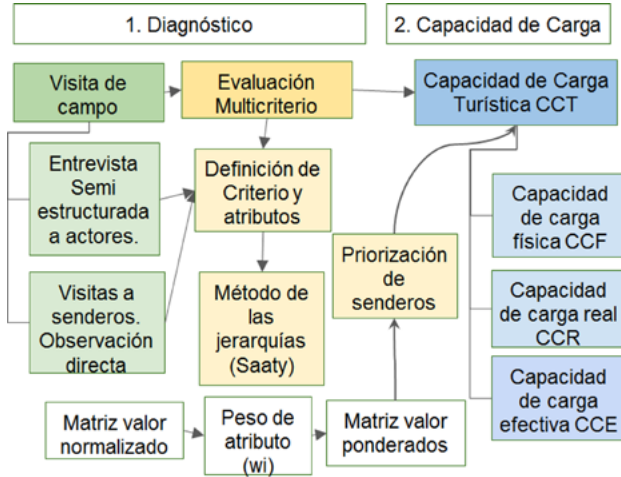 1. Diagnóstico
2. Capacidad de Carga
Visita de
campo
Evaluación
Multicriterio
Capacidad de Carga
Turística CCT
Entrevista
Semi
estructurada
a actores.
Definición de
Criterio y
atributos
Capacidad
de carga
física CCF
Visitas a
senderos.
Observación
directa
Método de
las
jerarquías
(Saaty)
Priorización
de
senderos
Capacidad
de carga real
CCR
Capacidad
de carga
efectiva CCE
Matriz valor
normalizado
Peso de
atributo
(wi)
Matriz valor
ponderados